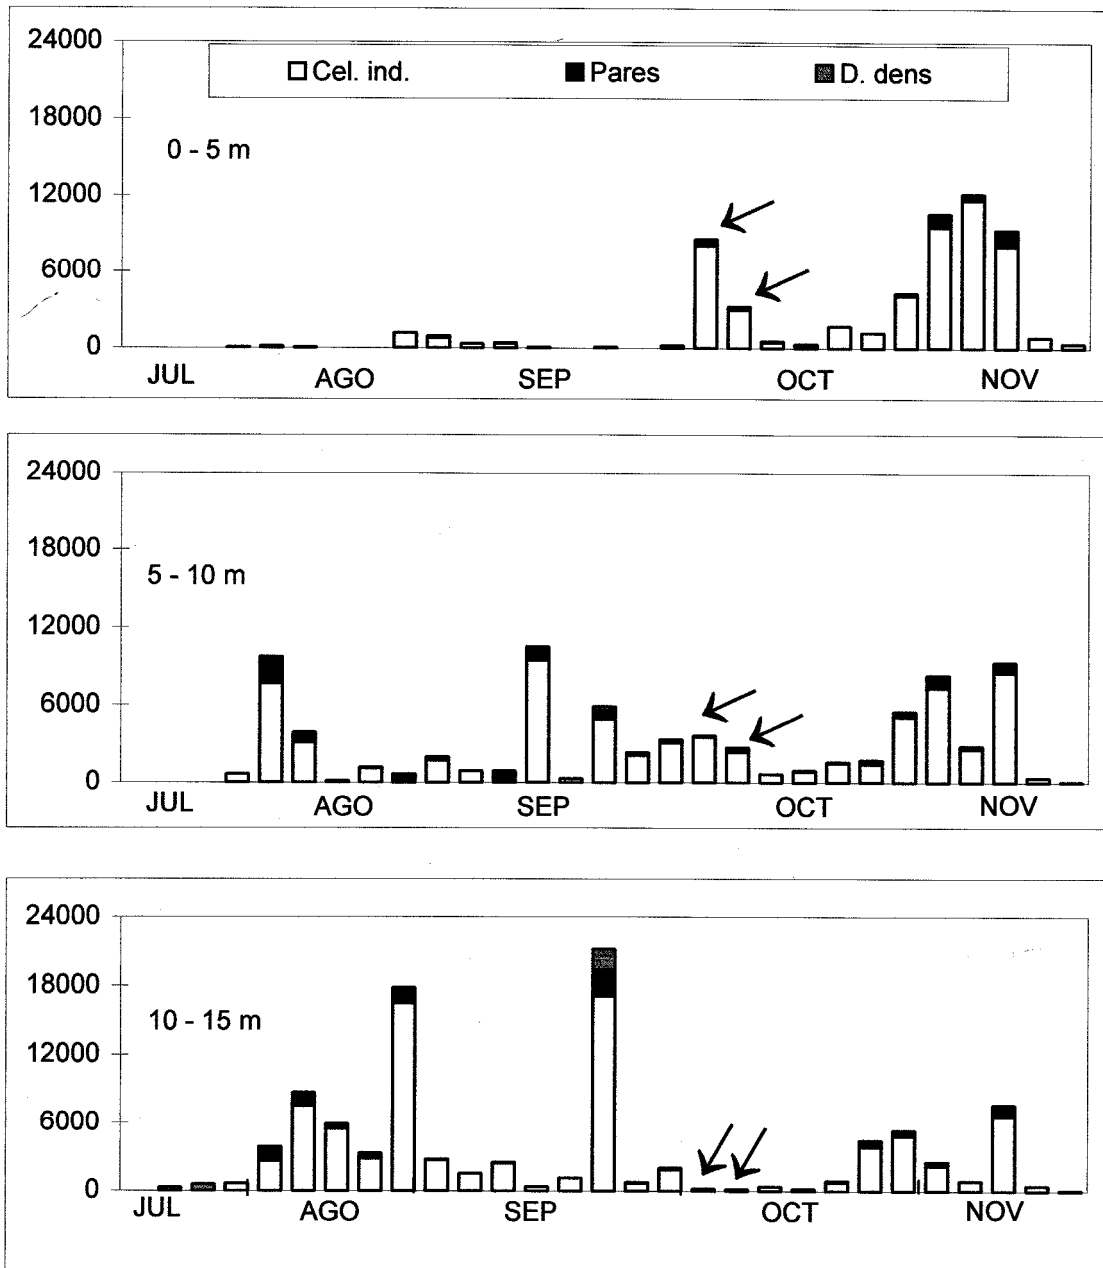 24000
Cel. ind. Pares D. dens
18000
0 - 5 m
12000
6000
0
JUL AGO SEP OCT NOV
24000
18000
5 - 10 m
12000
6000
0
JUL AGO SEP OCT NOV
24000
18000
10 - 15 m
12000
6000
0
JUL AGO SEP OCT NOV